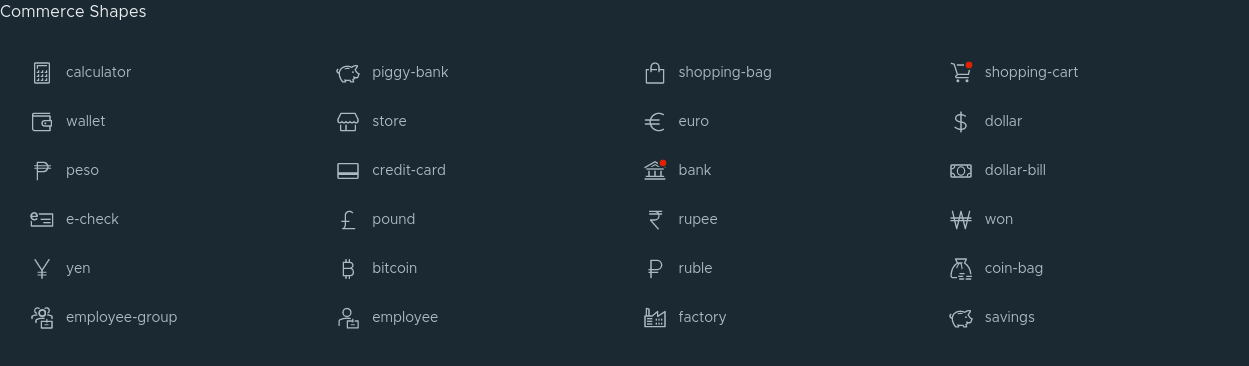 Commerce Shapes
calculator piggy-bank shopping-bag shopping-cart
wallet store euro dollar
peso credit-card bank dollar-bill
e-check pound rupee won
yen bitcoin ruble coin-bag
employee-group employee factory savings